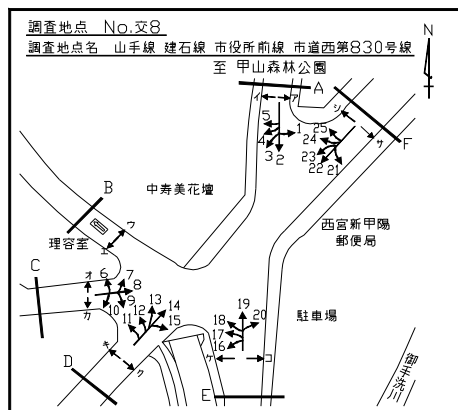 調査地点 No.交8
調査地点名 山手線 建石線 市役所前線 市道西第830号線
至 甲山森林公園
N
A
イ ア
シ
サ
F
5
4
3
2
1
25
24
23
22
21
B
中寿美花壇
ウ
エ
理容室
西宮新甲陽
郵便局
C
オ
カ
6
7
8
9
10
13
12
11
14
15
19
18
17
16
20
駐車場
D
キ
ク
ケ
コ
E
御手洗川